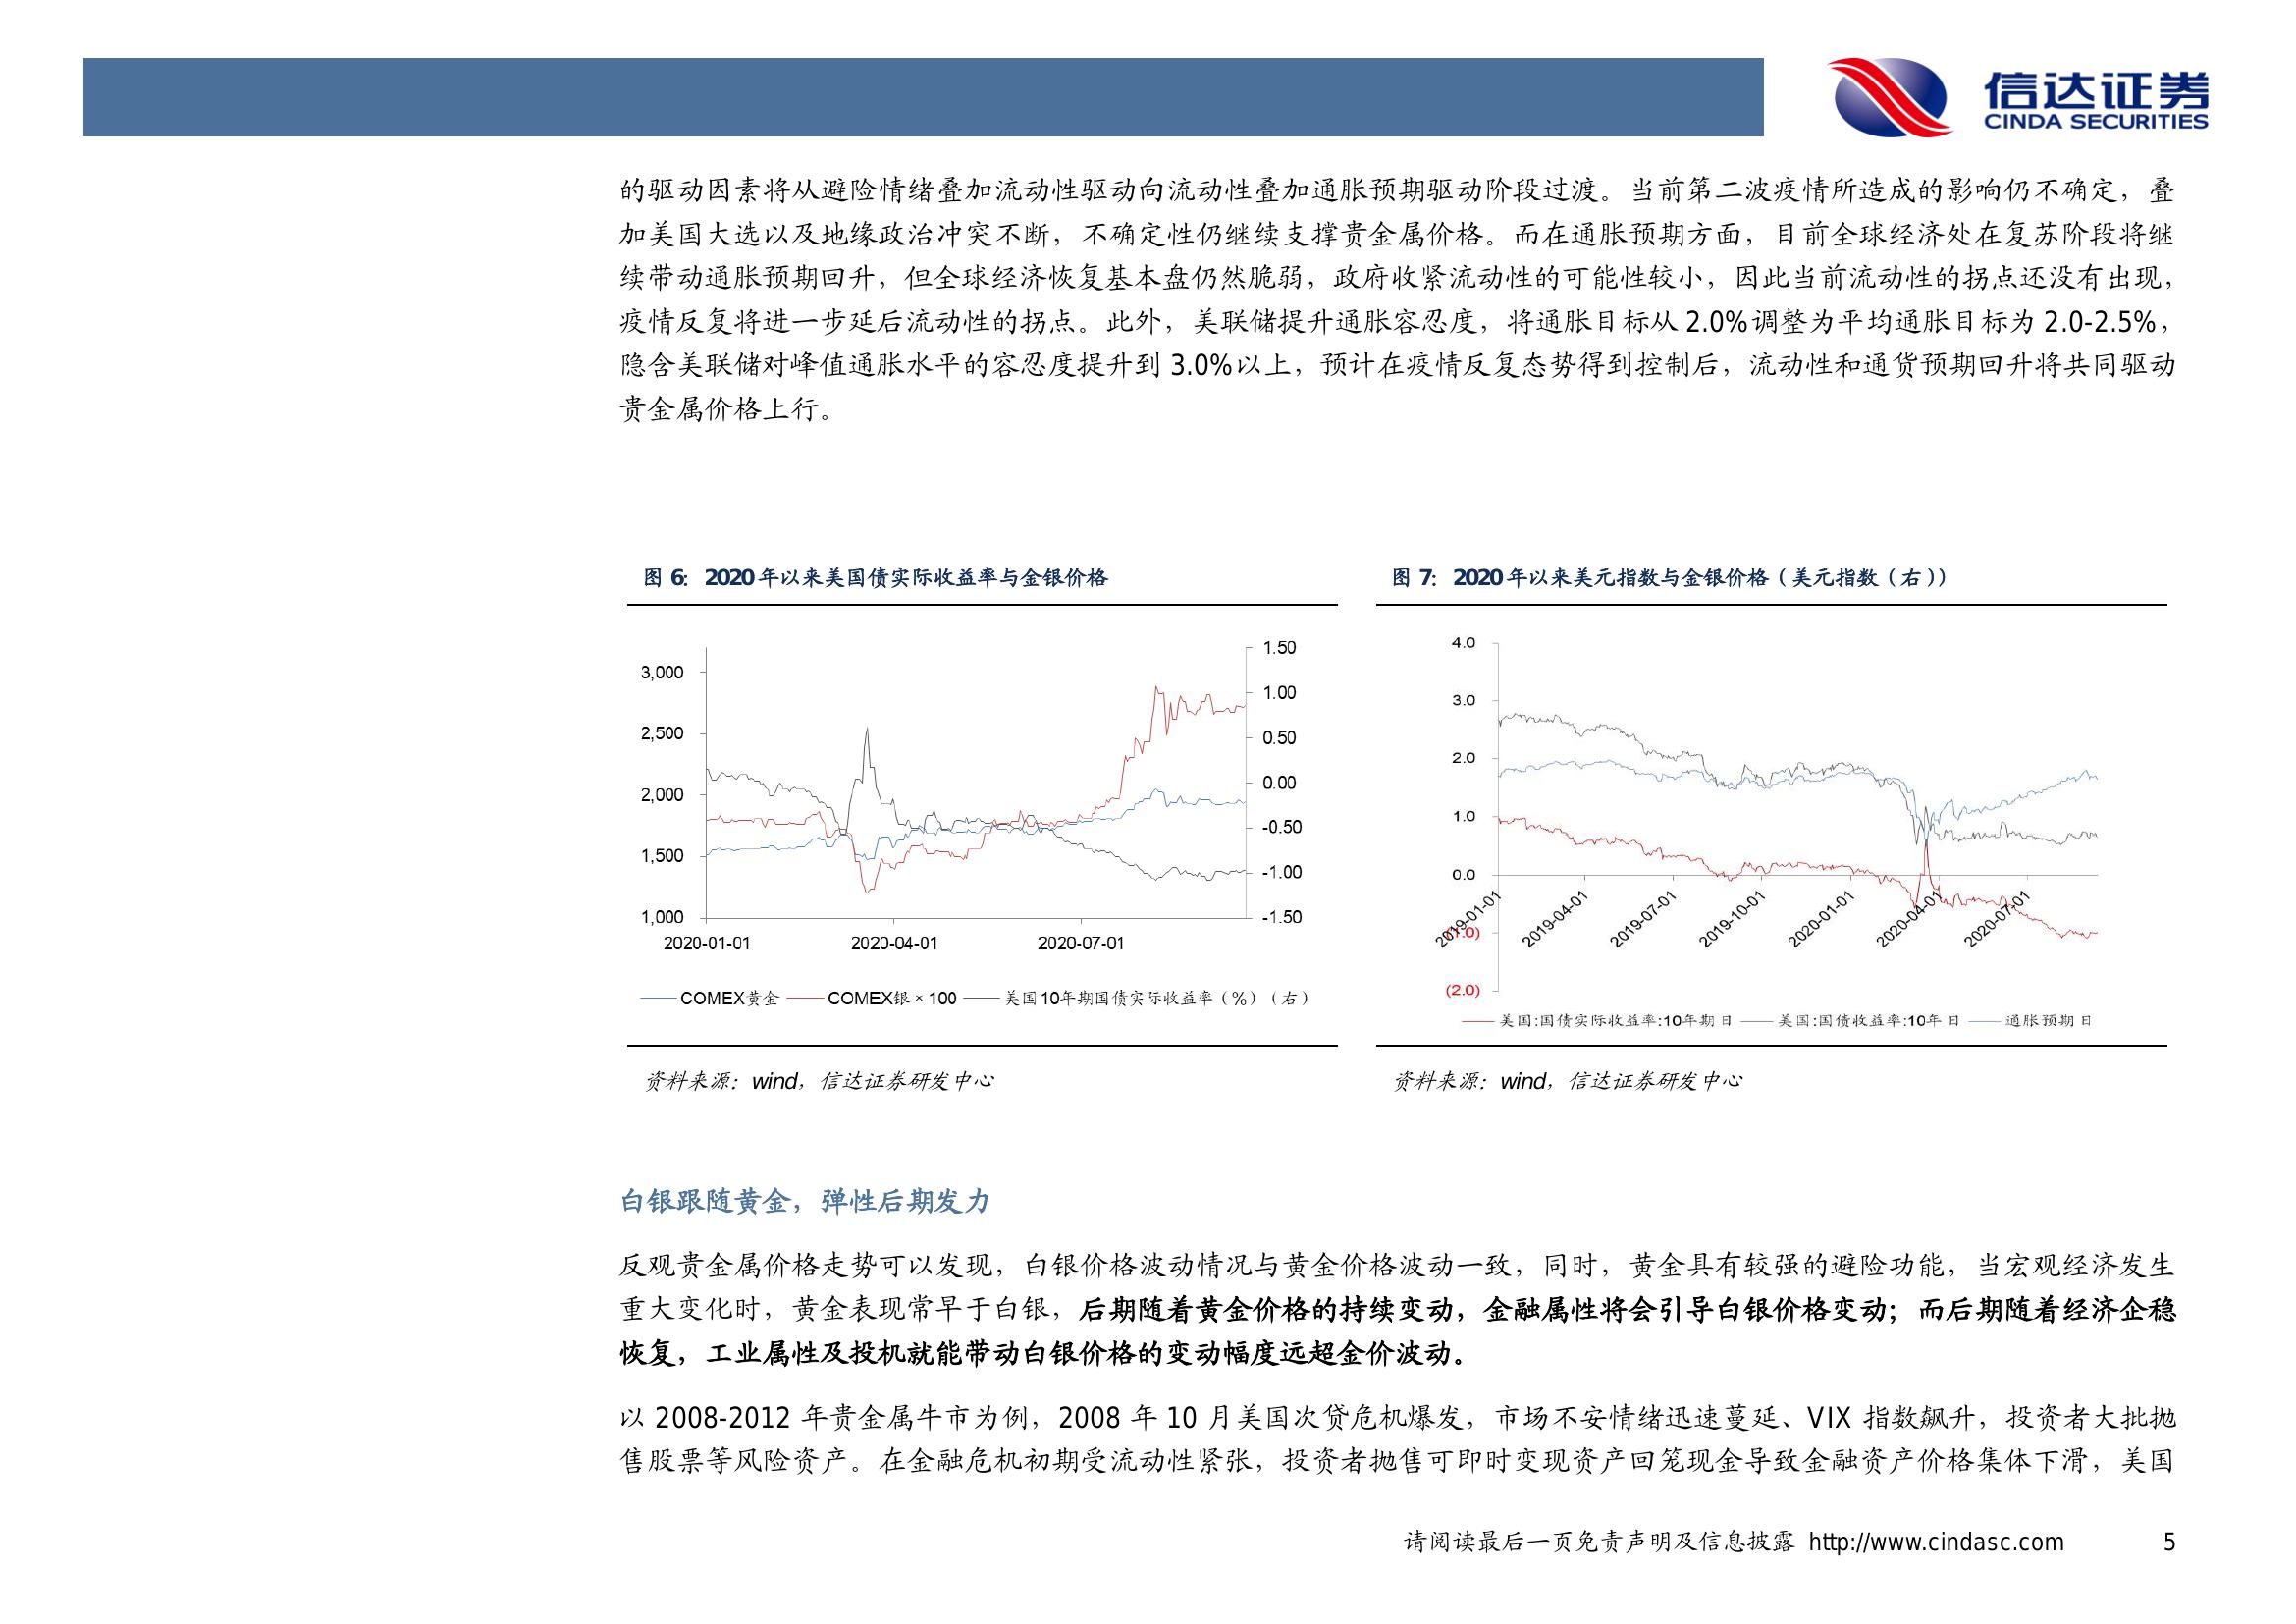 信达证券
CINDA SECURITIES
的驱动因素将从避险情绪叠加流动性驱动向流动性叠加通胀预期驱动阶段过渡。当前第二波疫情所造成的影响仍不确定，叠
加美国大选以及地缘政治冲突不断，不确定性仍继续支撑贵金属价格。而在通胀预期方面，目前全球经济处在复苏阶段将继
续带动通胀预期回升，但全球经济恢复基本盘仍然脆弱，政府收紧流动性的可能性较小，因此当前流动性的拐点还没有出现，
疫情反复将进一步延后流动性的拐点。此外，美联储提升通胀容忍度，将通胀目标从 2.0%调整为平均通胀目标为 2.0-2.5%，
隐含美联储对峰值通胀水平的容忍度提升到 3.0%以上，预计在疫情反复态势得到控制后，流动性和通货预期回升将共同驱动
贵金属价格上行。
图 6： 2020 年以来美国债实际收益率与金银价格
3,000
2,500
2,000
1,500
1,000
1.50
1.00
0.50
0.00
-0.50
-1.00
-1.50
2020-01-01 2020-04-01 2020-07-01
COMEX黄金 COMEX银×100 美国10年期国债实际收益率（%）（右）
资料来源：wind，信达证券研发中心
图 7： 2020 年以来美元指数与金银价格（美元指数（右））
4.0
3.0
2.0
1.0
0.0
(1.0)
(2.0)
2019-01-01 2019-04-01 2019-07-01 2019-10-01 2020-01-01 2020-04-01 2020-07-01
美国:国债实际收益率:10年期 日 美国:国债收益率:10年 日 通胀预期 日
资料来源：wind，信达证券研发中心
白银跟随黄金，弹性后期发力
反观贵金属价格走势可以发现，白银价格波动情况与黄金价格波动一致，同时，黄金具有较强的避险功能，当宏观经济发生
重大变化时，黄金表现常早于白银，后期随着黄金价格的持续变动，金融属性将会引导白银价格变动；而后期随着经济企稳
恢复，工业属性及投机就能带动白银价格的变动幅度远超金价波动。
以 2008-2012 年贵金属牛市为例，2008 年 10 月美国次贷危机爆发，市场不安情绪迅速蔓延、VIX 指数飙升，投资者大批抛
售股票等风险资产。在金融危机初期受流动性紧张，投资者抛售可即时变现资产回笼现金导致金融资产价格集体下滑，美国
请阅读最后一页免责声明及信息披露 http://www.cindasc.com 5